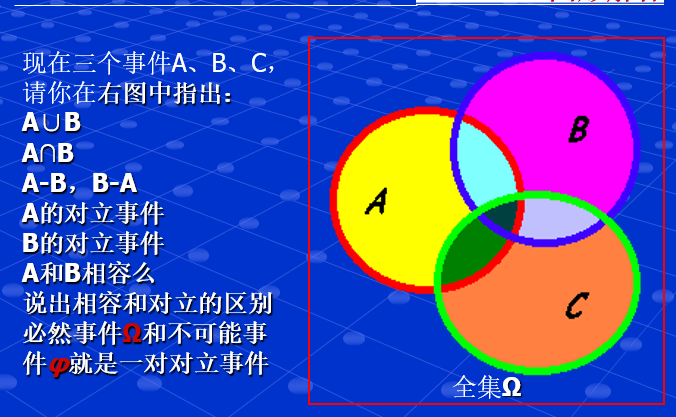 现在三个事件A、B、C，
请你在右图中指出：
A∪B
A∩B
A-B，B-A
A的对立事件
B的对立事件
A和B相容么
说出相容和对立的区别
必然事件Ω和不可能事
件φ就是一对对立事件
A
B
C
全集Ω